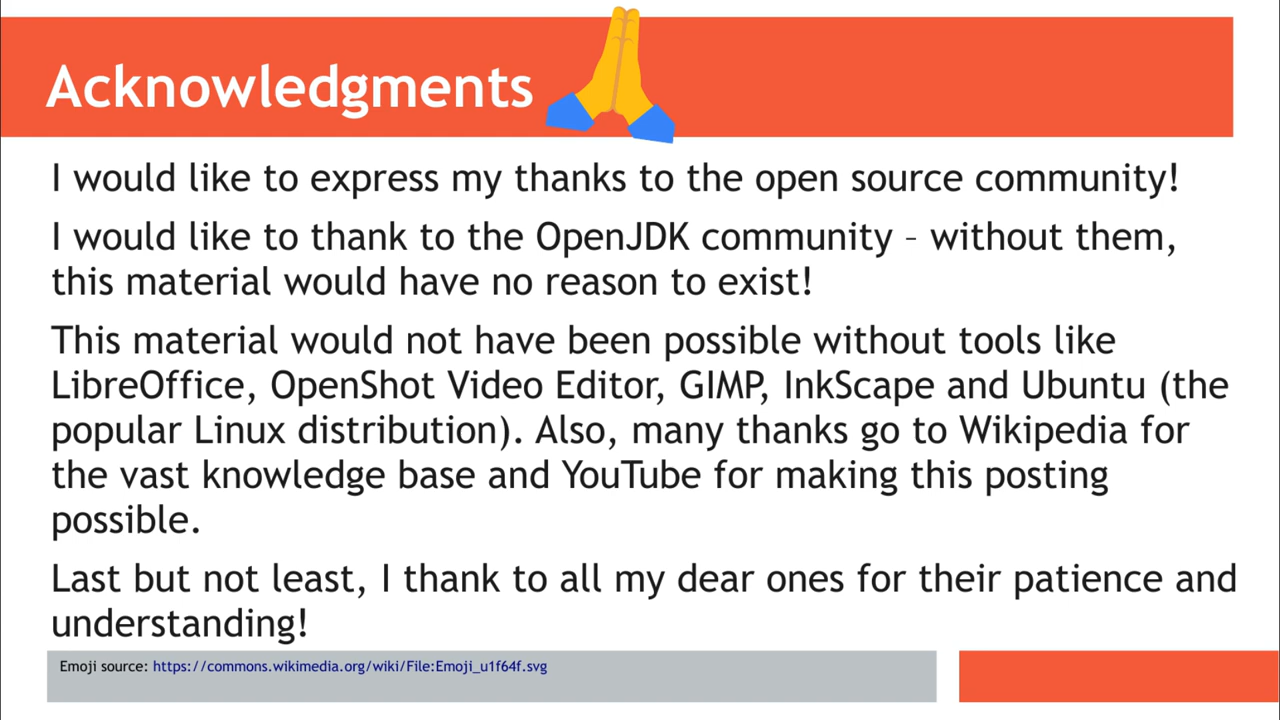 Acknowledgments
I would like to express my thanks to the open source community!
I would like to thank to the OpenJDK community – without them,
this material would have no reason to exist!
This material would not have been possible without tools like
LibreOffice, OpenShot Video Editor, GIMP, InkScape and Ubuntu (the
popular Linux distribution). Also, many thanks go to Wikipedia for
the vast knowledge base and YouTube for making this posting
possible.
Last but not least, I thank to all my dear ones for their patience and
understanding!
Emoji source: https://commons.wikimedia.org/wiki/File:Emoji_u1f64f.svg